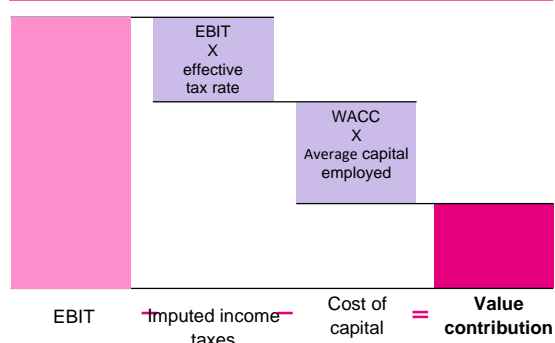 EBIT
X
effective
tax rate
WACC
X
Average capital
employed
EBIT
–
Imputed income
taxes
–
Cost of
capital
=
Value
contribution